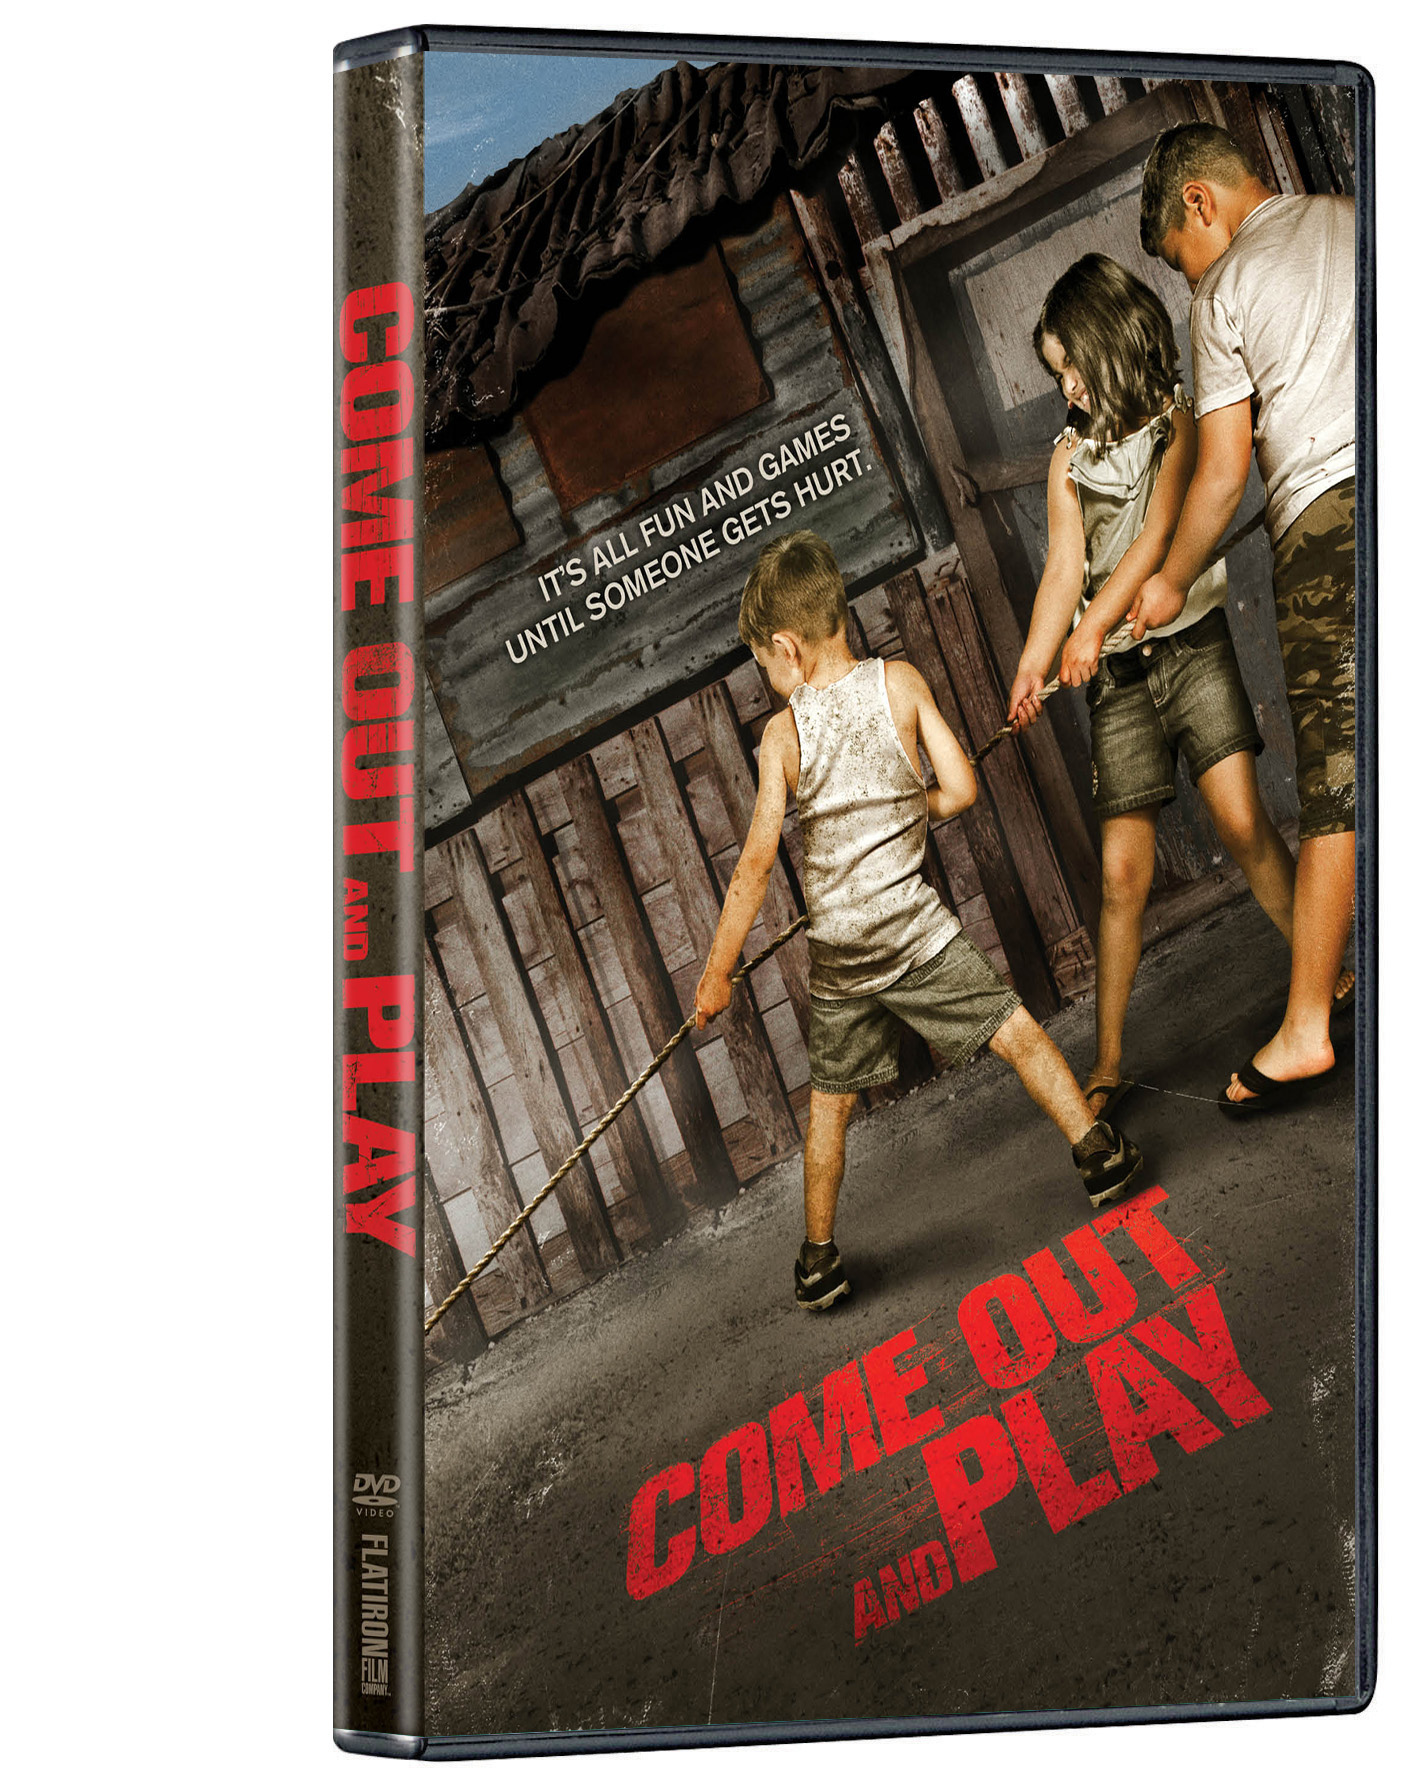 COME OUT AND PLAY
DVD
VIDEO
FLATIRON
FILM
COMPANY
IT'S ALL FUN AND GAMES
UNTIL SOMEONE GETS HURT.
COME OUT
AND PLAY